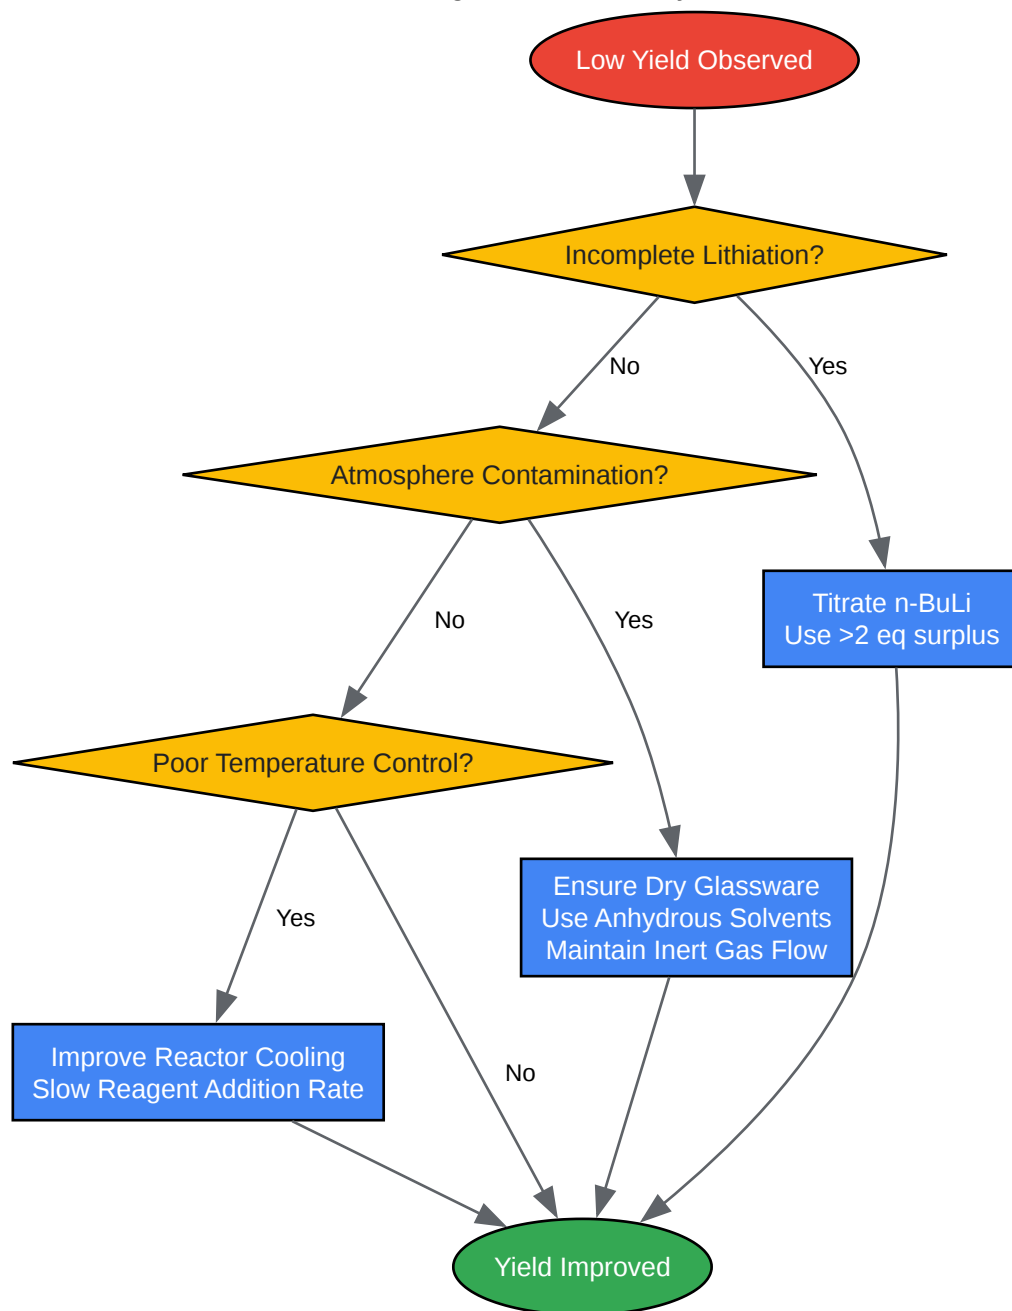 Low Yield Observed
Incomplete Lithiation?
No
Yes
Atmosphere Contamination?
Titrate n-BuLi
Use >2 eq surplus
No
Yes
Poor Temperature Control?
Ensure Dry Glassware
Use Anhydrous Solvents
Maintain Inert Gas Flow
Yes
Improve Reactor Cooling
Slow Reagent Addition Rate
No
Yield Improved